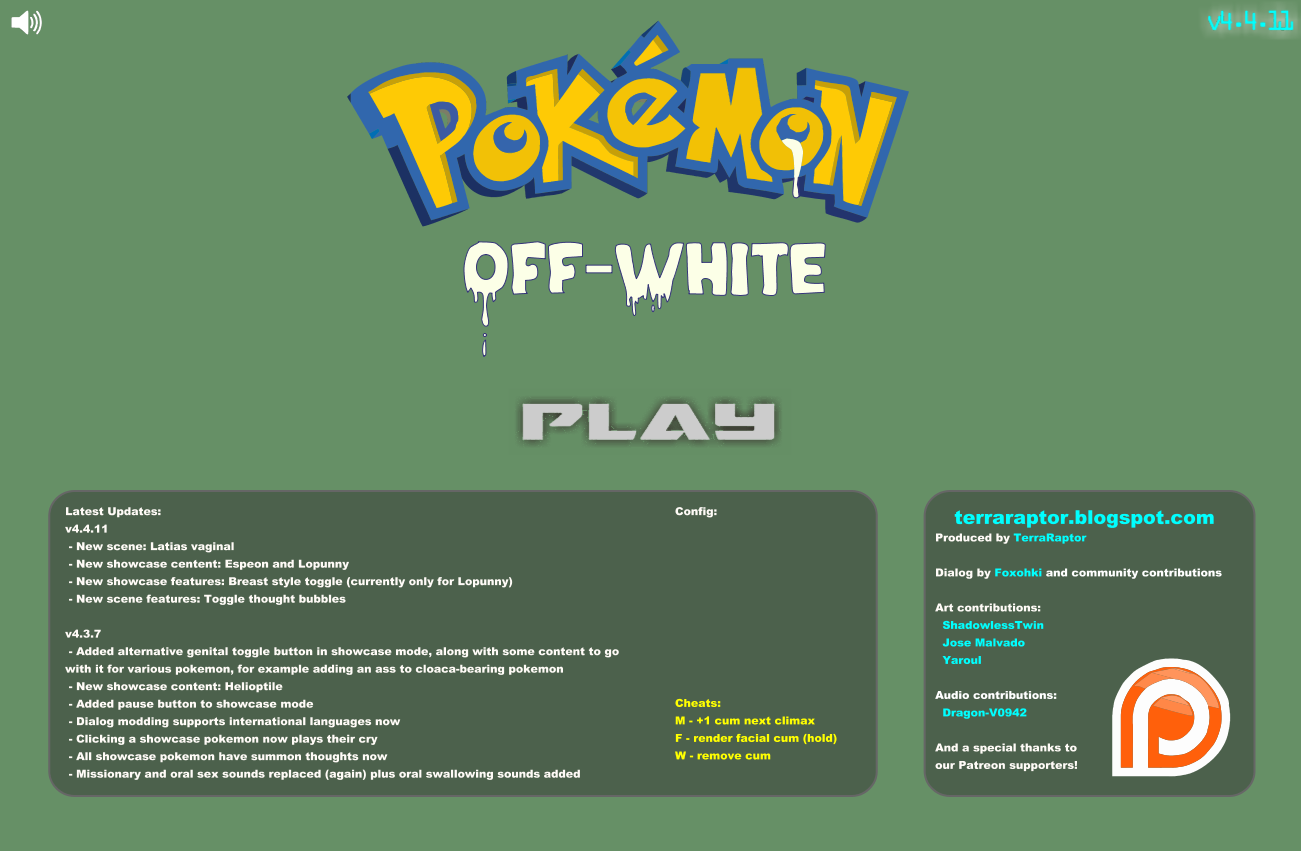 v4.4.11
POKÉMON
OFF-WHITE
PLAY
Latest Updates:
v4.4.11
- New scene: Latias vaginal
- New showcase centent: Espeon and Lopunny
- New showcase features: Breast style toggle (currently only for Lopunny)
- New scene features: Toggle thought bubbles
v4.3.7
- Added alternative genital toggle button in showcase mode, along with some content to go
with it for various pokemon, for example adding an ass to cloaca-bearing pokemon
- New showcase content: Helioptile
- Added pause button to showcase mode
- Dialog modding supports international languages now
- Clicking a showcase pokemon now plays their cry
- All showcase pokemon have summon thoughts now
- Missionary and oral sex sounds replaced (again) plus oral swallowing sounds added
Config:
Cheats:
M - +1 cum next climax
F - render facial cum (hold)
W - remove cum
terraraptor.blogspot.com
Produced by TerraRaptor
Dialog by Foxohki and community contributions
Art contributions:
ShadowlessTwin
Jose Malvado
Yaroul
Audio contributions:
Dragon-V0942
And a special thanks to
our Patreon supporters!